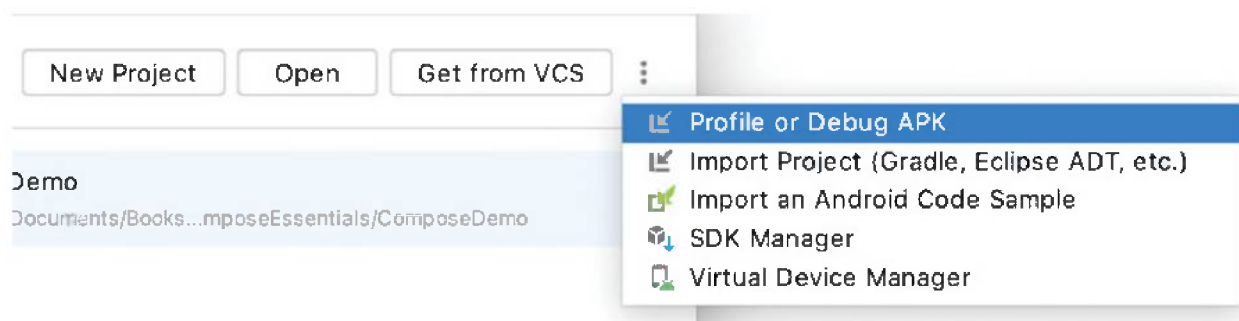 New Project Open Get from VCS
Profile or Debug APK
Import Project (Gradle, Eclipse ADT, etc.)
Demo
Import an Android Code Sample
Documents/Books...mposeEssentials/ComposeDemo
SDK Manager
Virtual Device Manager